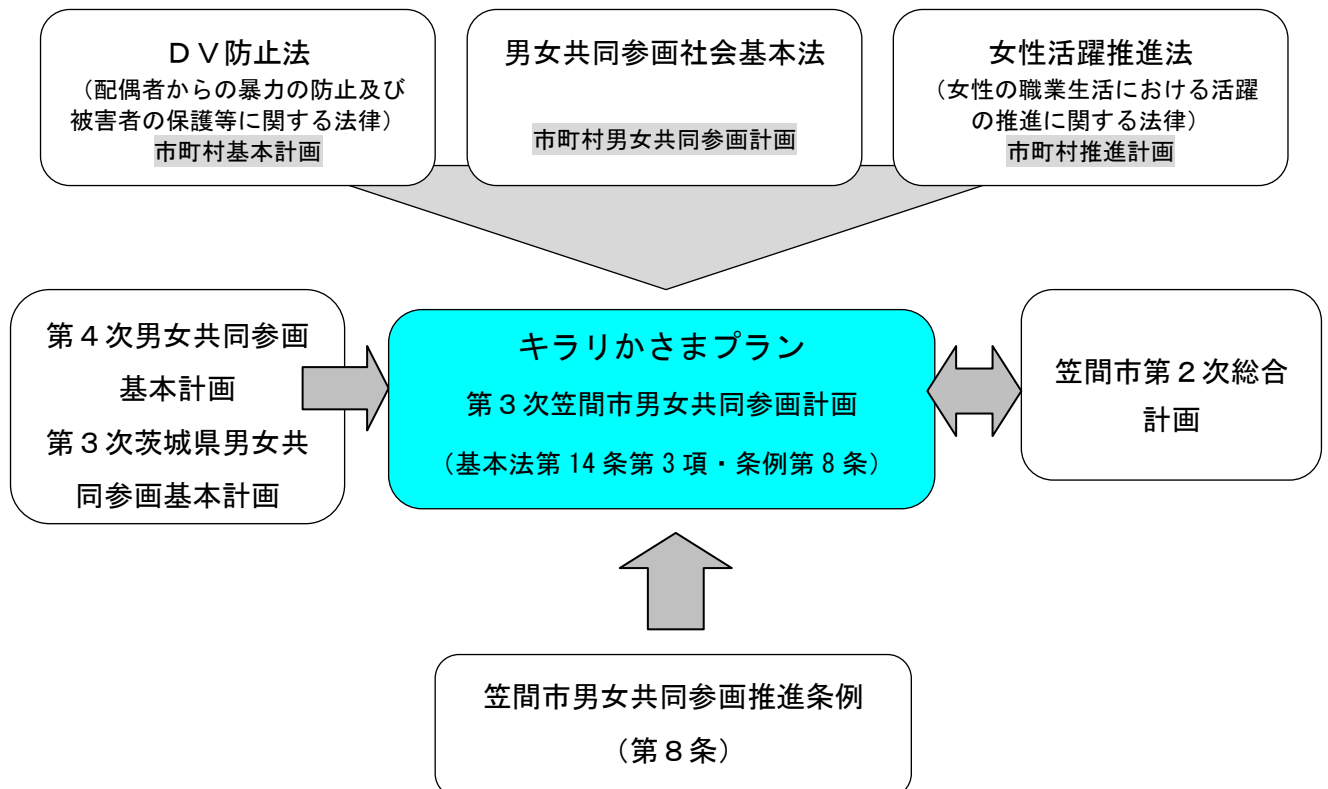 ＤＶ防止法
（配偶者からの暴力の防止及び
被害者の保護等に関する法律）
市町村基本計画
男女共同参画社会基本法
市町村男女共同参画計画
女性活躍推進法
（女性の職業生活における活躍
の推進に関する法律）
市町村推進計画
第４次男女共同参画
基本計画
第３次茨城県男女共
同参画基本計画
キラリかさまプラン
第３次笠間市男女共同参画計画
（基本法第 14 条第 3 項・条例第 8 条）
笠間市第２次総合
計画
笠間市男女共同参画推進条例
（第８条）